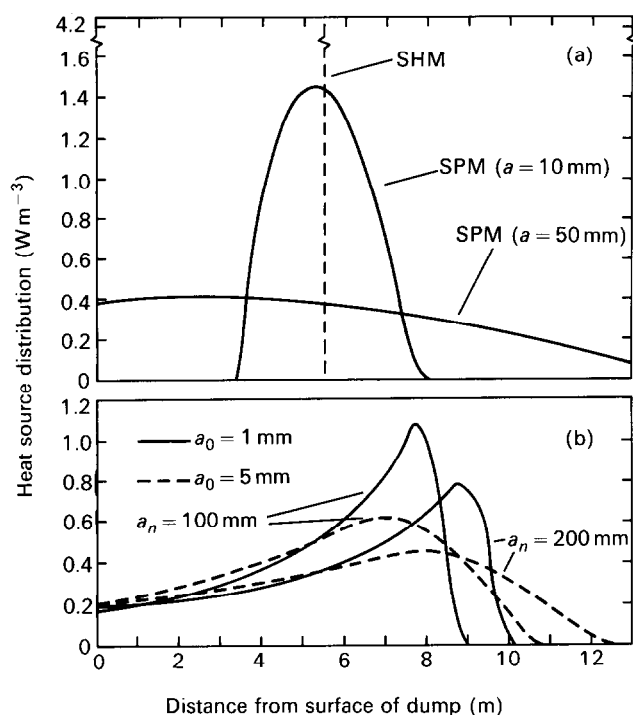 4.2
1.6
1.4
1.2
1.0
0.8
0.6
0.4
0.2
0
SHM
(a)
SPM (a = 10 mm)
SPM (a = 50 mm)
Heat source distribution (W m⁻³)
1.2
1.0
0.8
0.6
0.4
0.2
0
(b)
a₀ = 1 mm
a₀ = 5 mm
aₙ = 100 mm
aₙ = 200 mm
0 2 4 6 8 10 12
Distance from surface of dump (m)